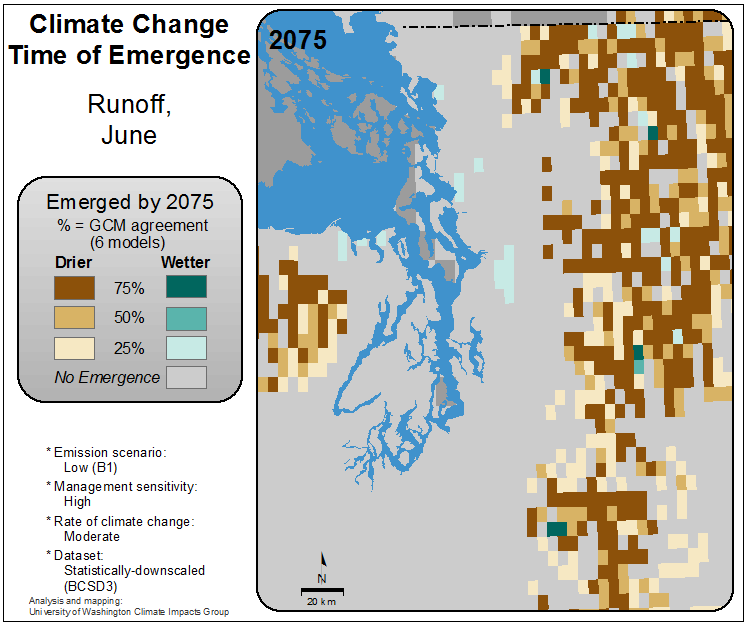 Climate Change
Time of Emergence
Runoff,
June
Emerged by 2075
% = GCM agreement
(6 models)
Drier Wetter
75%
50%
25%
No Emergence
* Emission scenario:
Low (B1)
* Management sensitivity:
High
* Rate of climate change:
Moderate
* Dataset:
Statistically-downscaled
(BCSD3)
Analysis and mapping:
University of Washington Climate Impacts Group
2075
N
20 km